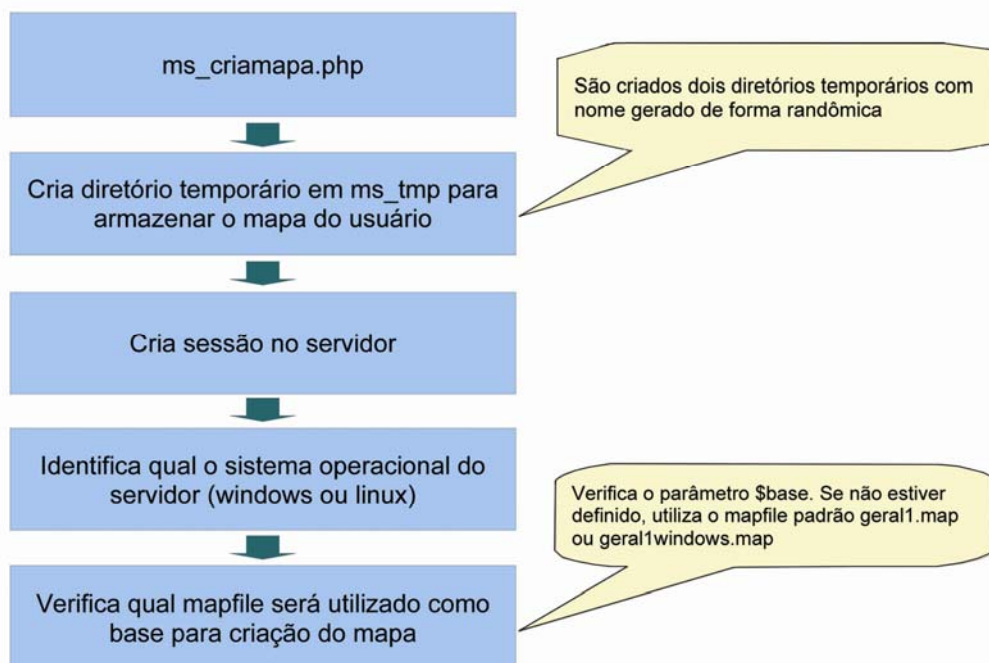 ms_criamapa.php
São criados dois diretórios temporários com
nome gerado de forma randômica
Cria diretório temporário em ms_tmp para
armazenar o mapa do usuário
Cria sessão no servidor
Identifica qual o sistema operacional do
servidor (windows ou linux)
Verifica o parâmetro $base. Se não estiver
definido, utiliza o mapfile padrão geral1.map
ou geral1windows.map
Verifica qual mapfile será utilizado como
base para criação do mapa